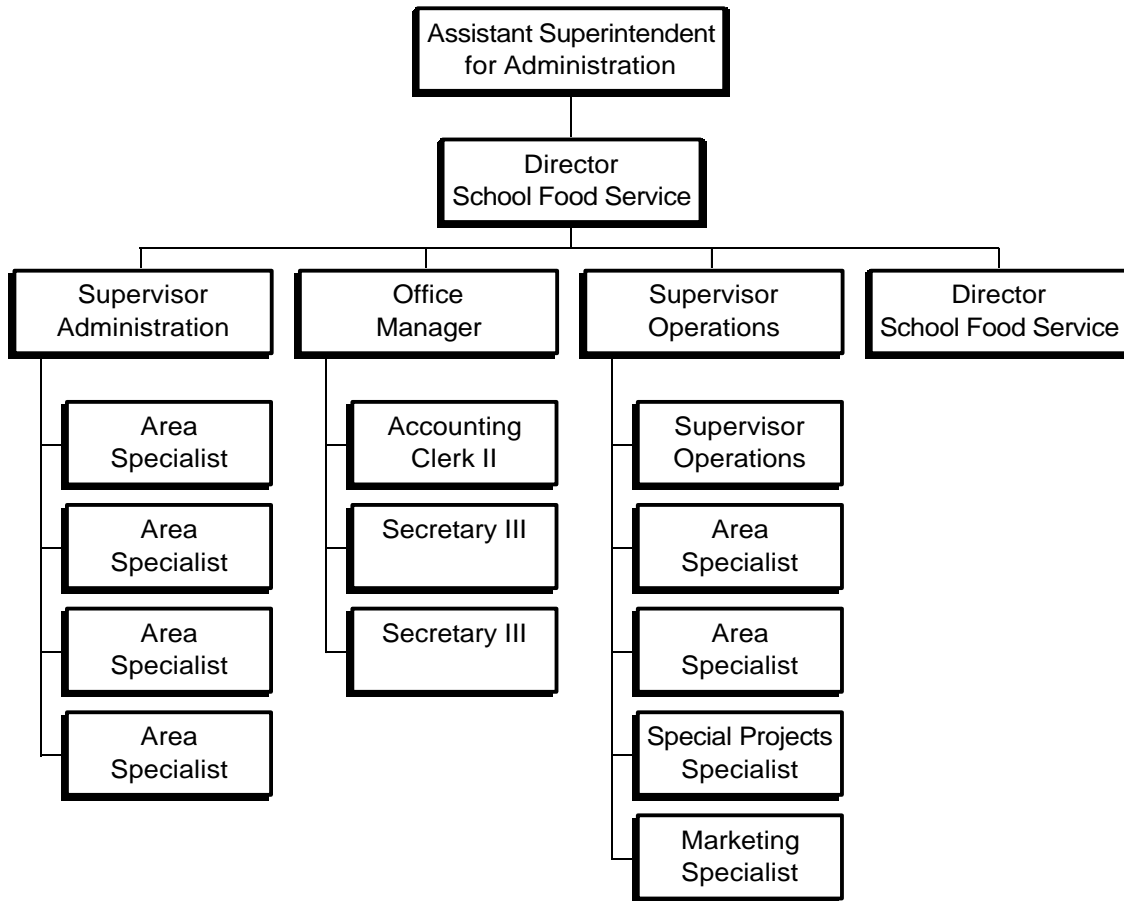 Assistant Superintendent
for Administration
Director
School Food Service
Supervisor
Administration
Office
Manager
Supervisor
Operations
Director
School Food Service
Area
Specialist
Area
Specialist
Area
Specialist
Area
Specialist
Accounting
Clerk II
Secretary III
Secretary III
Supervisor
Operations
Area
Specialist
Area
Specialist
Special Projects
Specialist
Marketing
Specialist